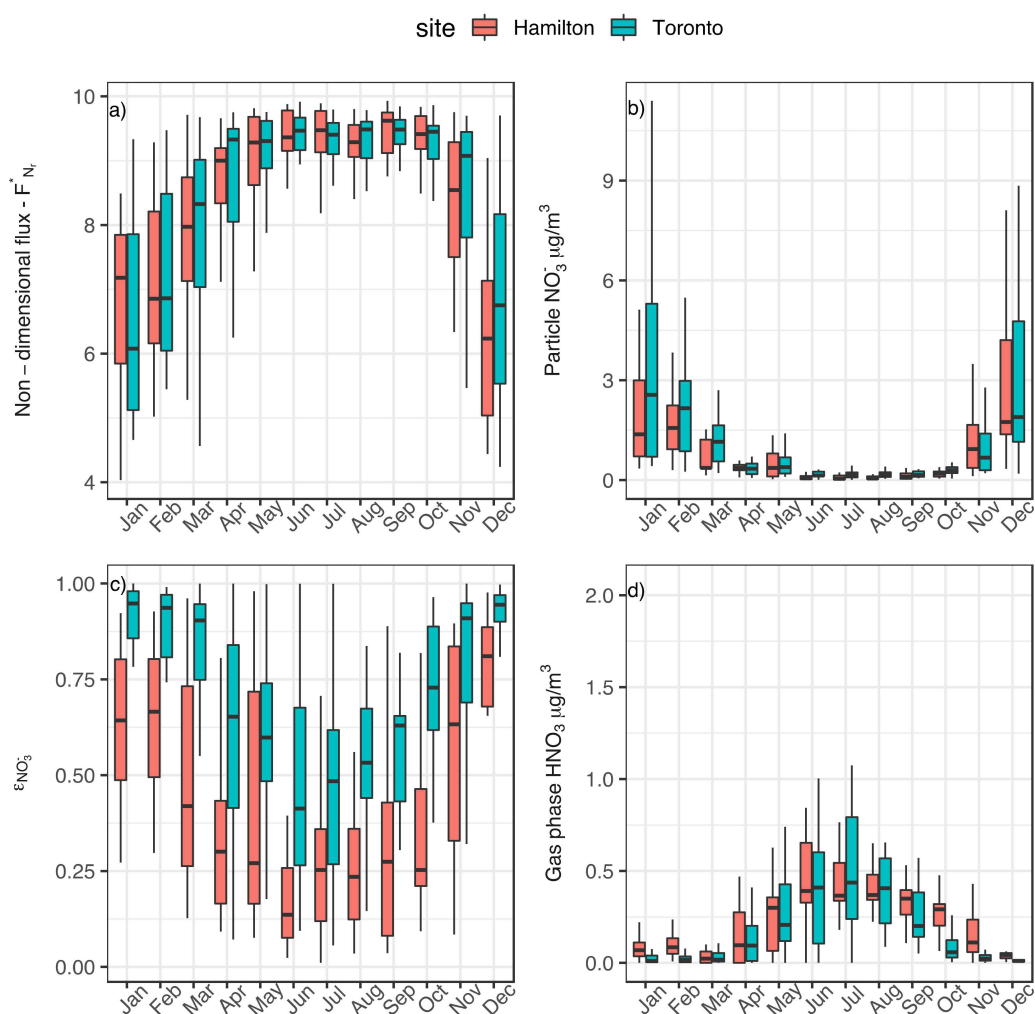 site Hamilton Toronto
a)
Non – dimensional flux - F*Nr
10
8
6
4
Jan Feb Mar Apr May Jun Jul Aug Sep Oct Nov Dec
b)
Particle NO3- μg/m3
9
6
3
0
Jan Feb Mar Apr May Jun Jul Aug Sep Oct Nov Dec
c)
εNO3-
1.00
0.75
0.50
0.25
0.00
Jan Feb Mar Apr May Jun Jul Aug Sep Oct Nov Dec
d)
Gas phase HNO3 μg/m3
2.0
1.5
1.0
0.5
0.0
Jan Feb Mar Apr May Jun Jul Aug Sep Oct Nov Dec